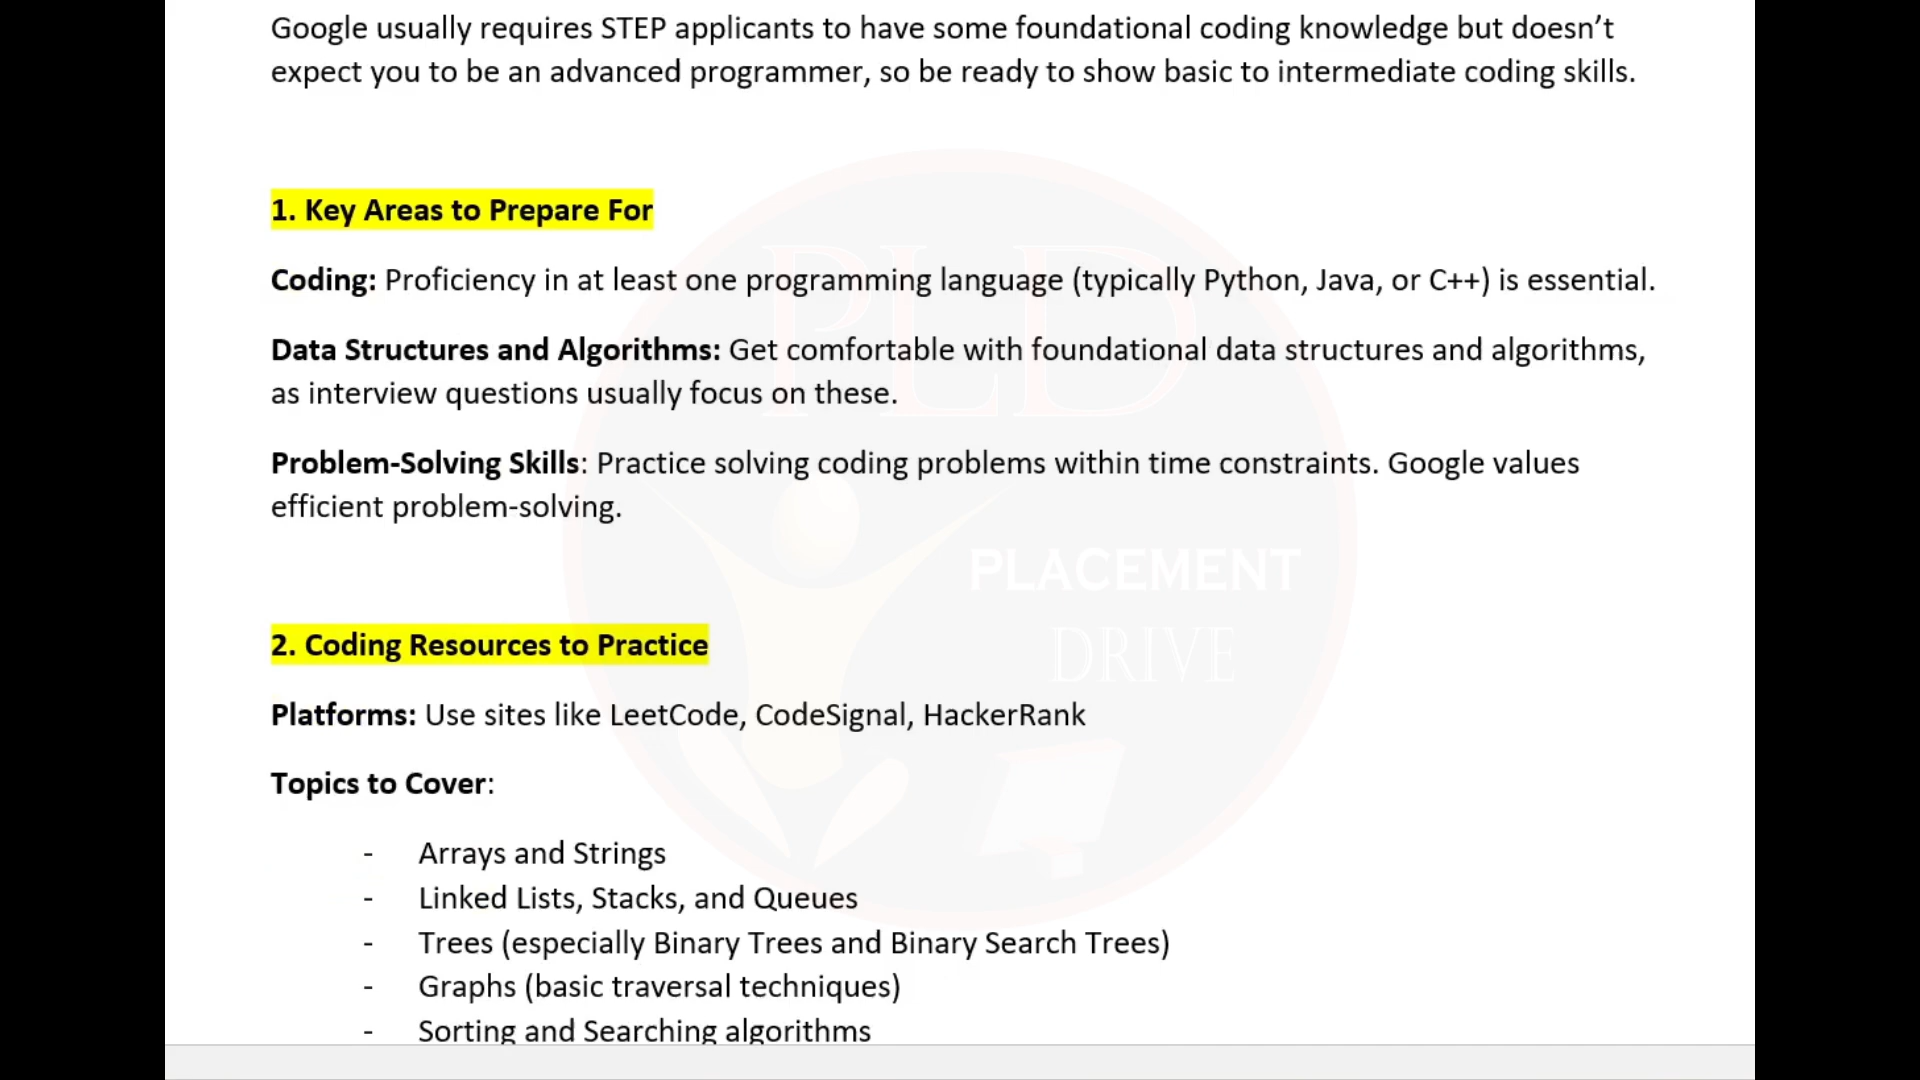 Google usually requires STEP applicants to have some foundational coding knowledge but doesn’t
expect you to be an advanced programmer, so be ready to show basic to intermediate coding skills.
1. Key Areas to Prepare For
Coding: Proficiency in at least one programming language (typically Python, Java, or C++) is essential.
PLD
Data Structures and Algorithms: Get comfortable with foundational data structures and algorithms,
as interview questions usually focus on these.
Problem-Solving Skills: Practice solving coding problems within time constraints. Google values
efficient problem-solving.
PLACEMENT
DRIVE
2. Coding Resources to Practice
Platforms: Use sites like LeetCode, CodeSignal, HackerRank
Topics to Cover:
- Arrays and Strings
- Linked Lists, Stacks, and Queues
- Trees (especially Binary Trees and Binary Search Trees)
- Graphs (basic traversal techniques)
- Sorting and Searching algorithms